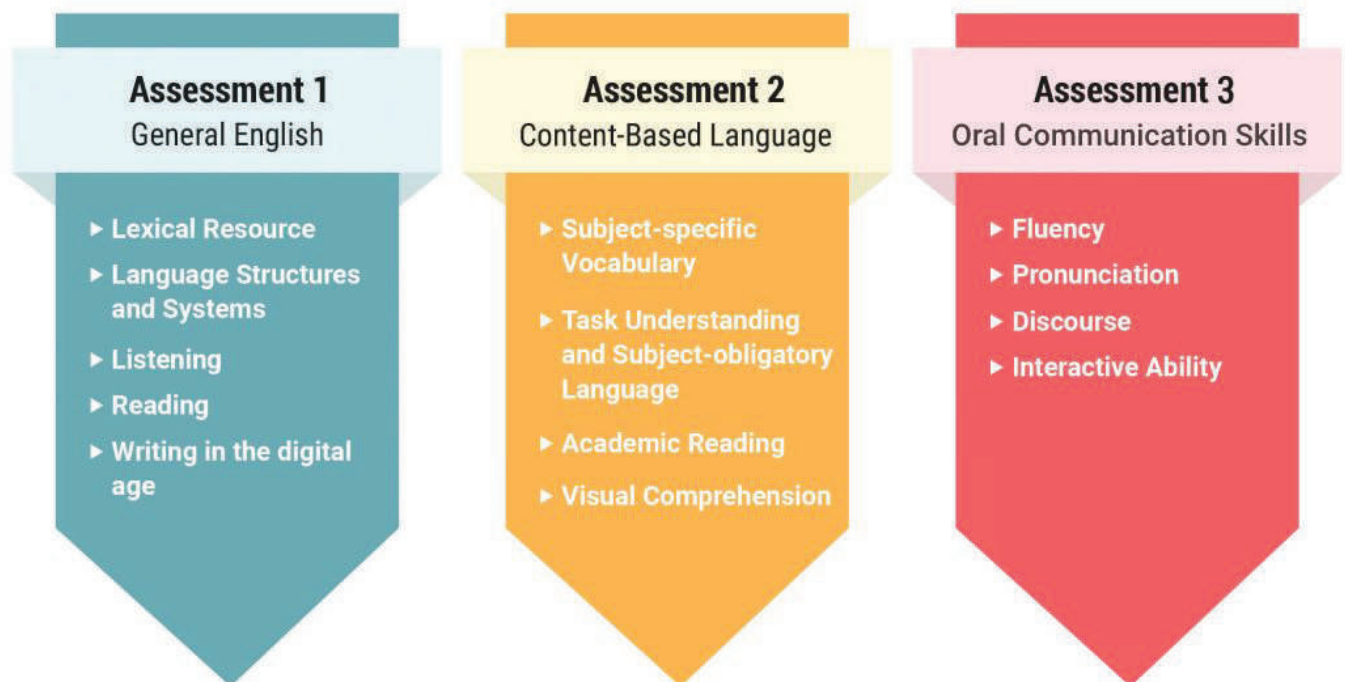 Assessment 1
General English
► Lexical Resource
► Language Structures
and Systems
► Listening
► Reading
► Writing in the digital
age
Assessment 2
Content-Based Language
► Subject-specific
Vocabulary
► Task Understanding
and Subject-obligatory
Language
► Academic Reading
► Visual Comprehension
Assessment 3
Oral Communication Skills
► Fluency
► Pronunciation
► Discourse
► Interactive Ability